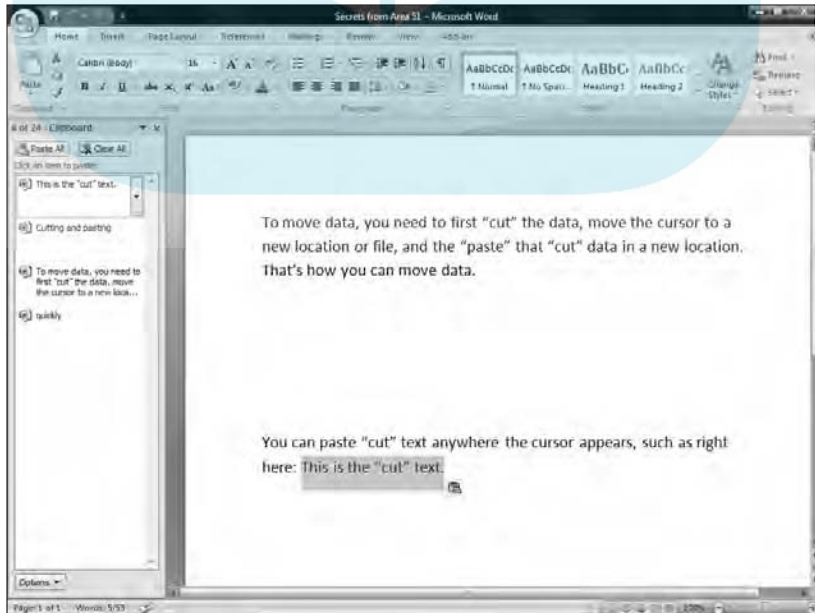 Secrets from Area 51 - Microsoft Word
Home Insert Page Layout References Mailings Review View Add-Ins
Calibri (Body) 16
Paste
B I U abc
AaBbCcDc AaBbCcDc AaBbC AaBbCc
¶ Normal ¶ No Spaci... Heading 1 Heading 2
Change Styles
Find
Replace
Select
Clipboard
Paragraph
Editing
of 24 - Clipboard
Paste All Clear All
Click an item to paste:
This is the "cut" text.
Cutting and pasting
To move data, you need to
first "cut" the data, move
the cursor to a new loca...
quickly
Options
To move data, you need to first “cut” the data, move the cursor to a
new location or file, and the “paste” that “cut” data in a new location.
That’s how you can move data.
You can paste “cut” text anywhere the cursor appears, such as right
here: This is the “cut” text.
Page: 1 of 1 Words: 5/53